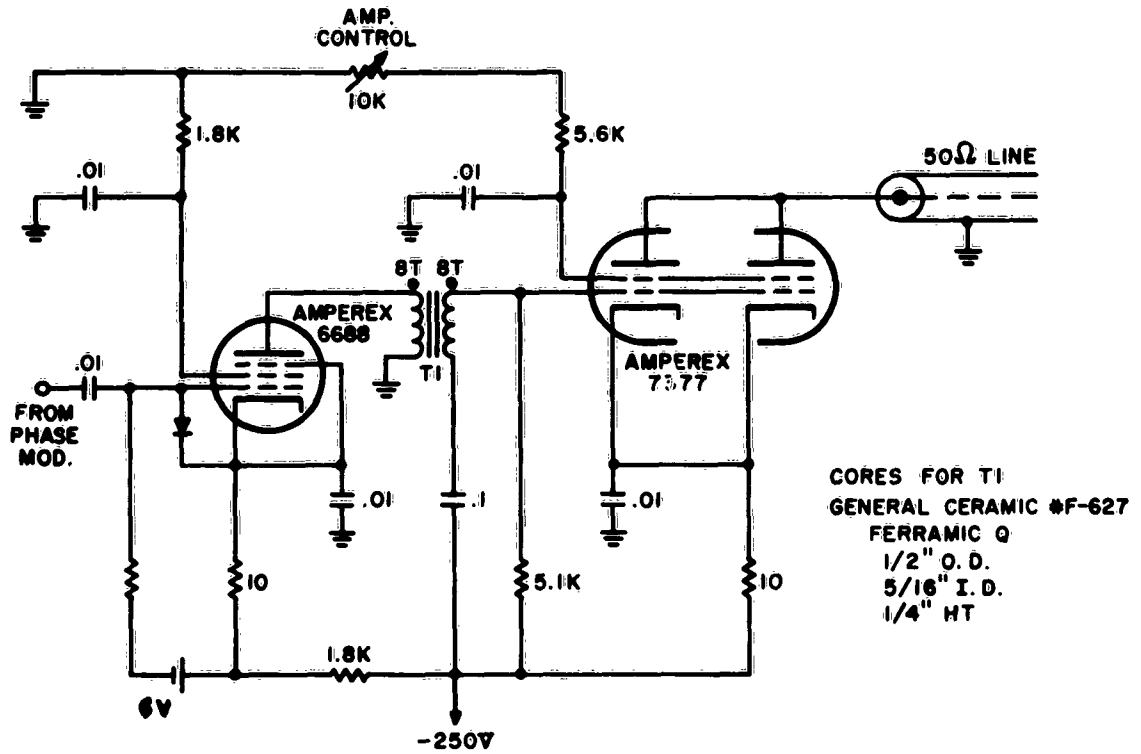 AMP.
CONTROL
10K
1.8K
5.6K
.01
.01
50Ω LINE
8T 8T
AMPEREX
6688
T1
AMPEREX
.01
FROM
PHASE
MOD.
.01
.1
.01
10
5.1K
10
CORES FOR T1
GENERAL CERAMIC #F-627
FERRAMIC Q
1/2" O.D.
5/16" I.D.
1/4" HT
1.8K
6V
-250V